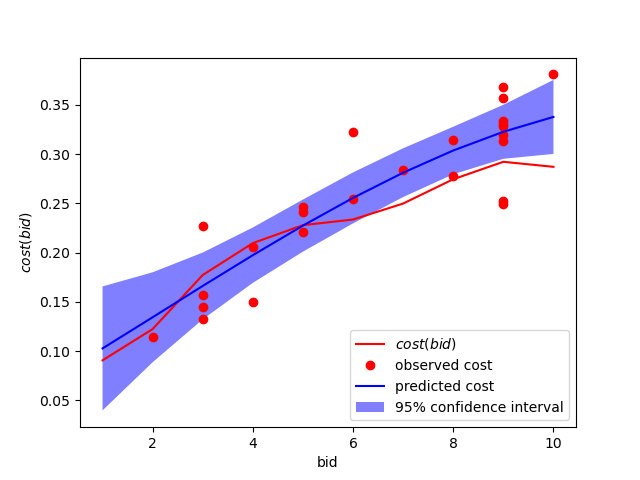 0.35
0.30
0.25
0.20
0.15
0.10
0.05
cost(bid)
cost(bid)
observed cost
predicted cost
95% confidence interval
2
4
6
8
10
bid